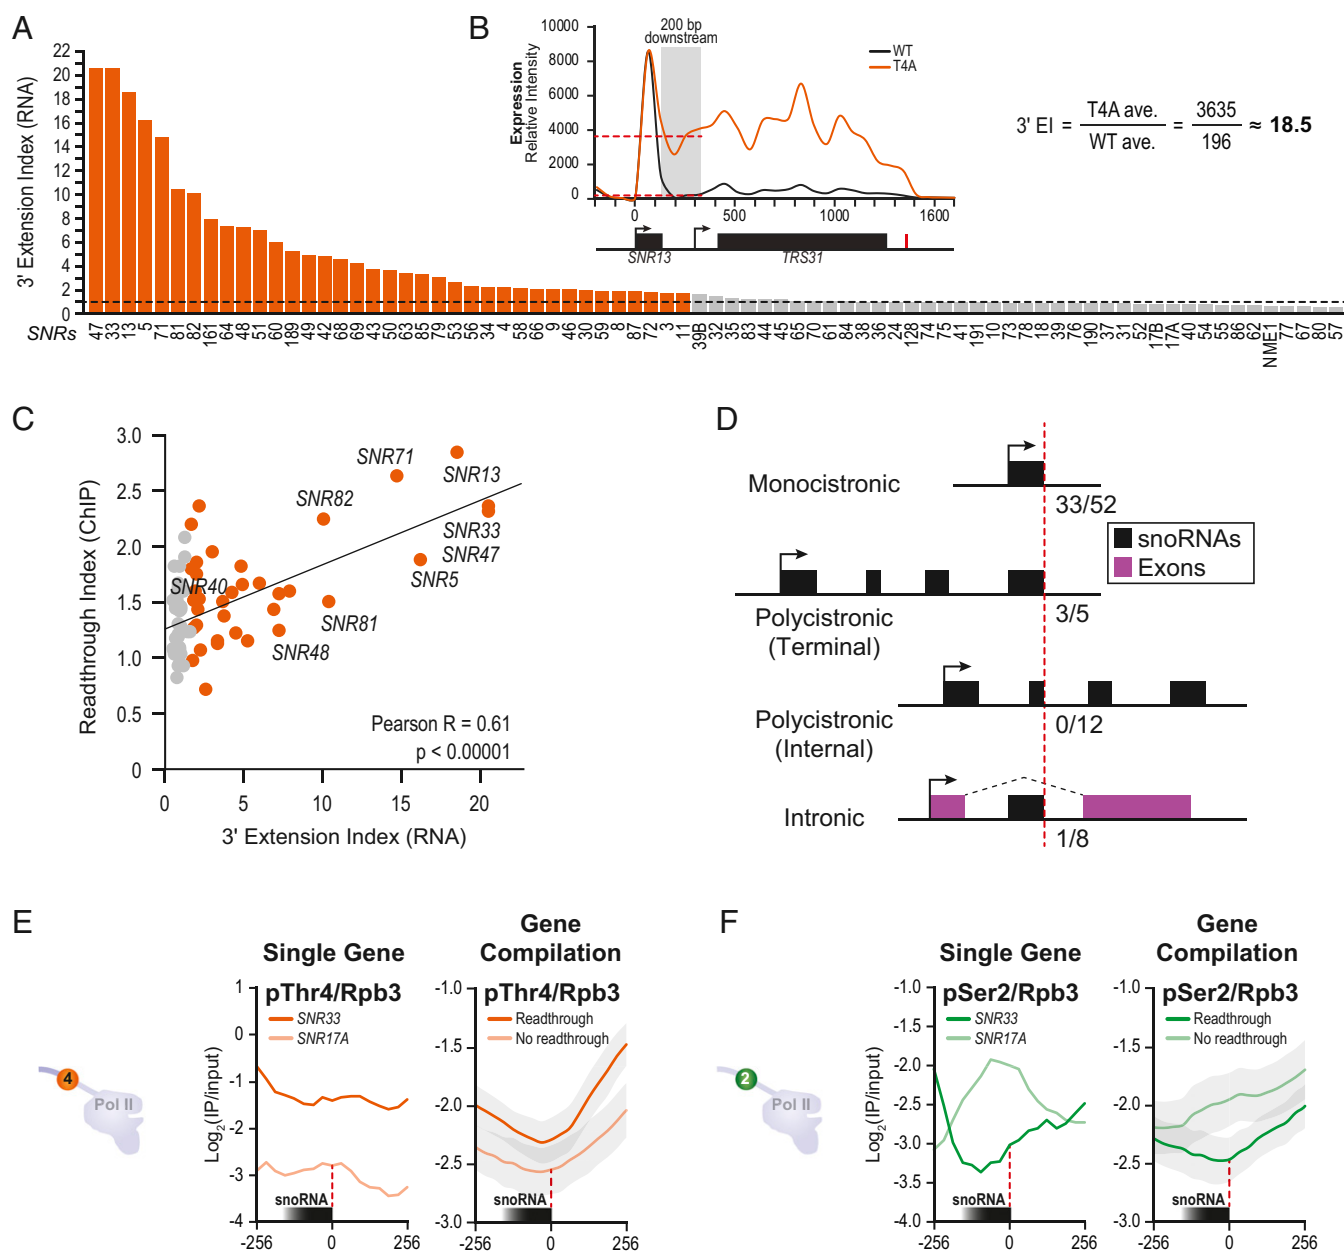 A
3' Extension Index (RNA)
22
20
18
16
14
12
10
8
6
4
2
0
SNRs
47
33
13
5
71
81
82
161
64
48
51
60
189
49
42
68
69
43
50
63
85
79
53
56
34
4
58
66
9
46
30
59
8
87
72
3
11
39B
32
35
83
44
45
65
70
61
84
38
36
24
128
74
75
41
191
10
73
78
18
39
76
190
37
31
52
17B
17A
40
54
55
86
62
NME1
77
67
80
57
B
Expression
Relative Intensity
10000
8000
6000
4000
2000
0
200 bp
downstream
WT
T4A
0
500
1000
1600
SNR13
TRS31
3' EI = T4A ave. / WT ave. = 3635 / 196 ≈ 18.5
C
Readthrough Index (ChIP)
3.0
2.5
2.0
1.5
1.0
0.5
0
SNR71
SNR13
SNR82
SNR33
SNR47
SNR5
SNR40
SNR81
SNR48
Pearson R = 0.61
p < 0.00001
0
5
10
15
20
3' Extension Index (RNA)
D
Monocistronic
33/52
snoRNAs
Exons
Polycistronic
(Terminal)
3/5
Polycistronic
(Internal)
0/12
Intronic
1/8
E
4
Pol II
Single Gene
pThr4/Rpb3
SNR33
SNR17A
Log2(IP/input)
1
0
-1
-2
-3
-4
snoRNA
-256
0
256
Gene
Compilation
pThr4/Rpb3
Readthrough
No readthrough
-1.0
-1.5
-2.0
-2.5
-3.0
snoRNA
-256
0
256
F
2
Pol II
Single Gene
pSer2/Rpb3
SNR33
SNR17A
Log2(IP/input)
-1.0
-1.5
-2.0
-2.5
-3.0
-3.5
-4.0
snoRNA
-256
0
256
Gene
Compilation
pSer2/Rpb3
Readthrough
No readthrough
-1.0
-1.5
-2.0
-2.5
-3.0
snoRNA
-256
0
256